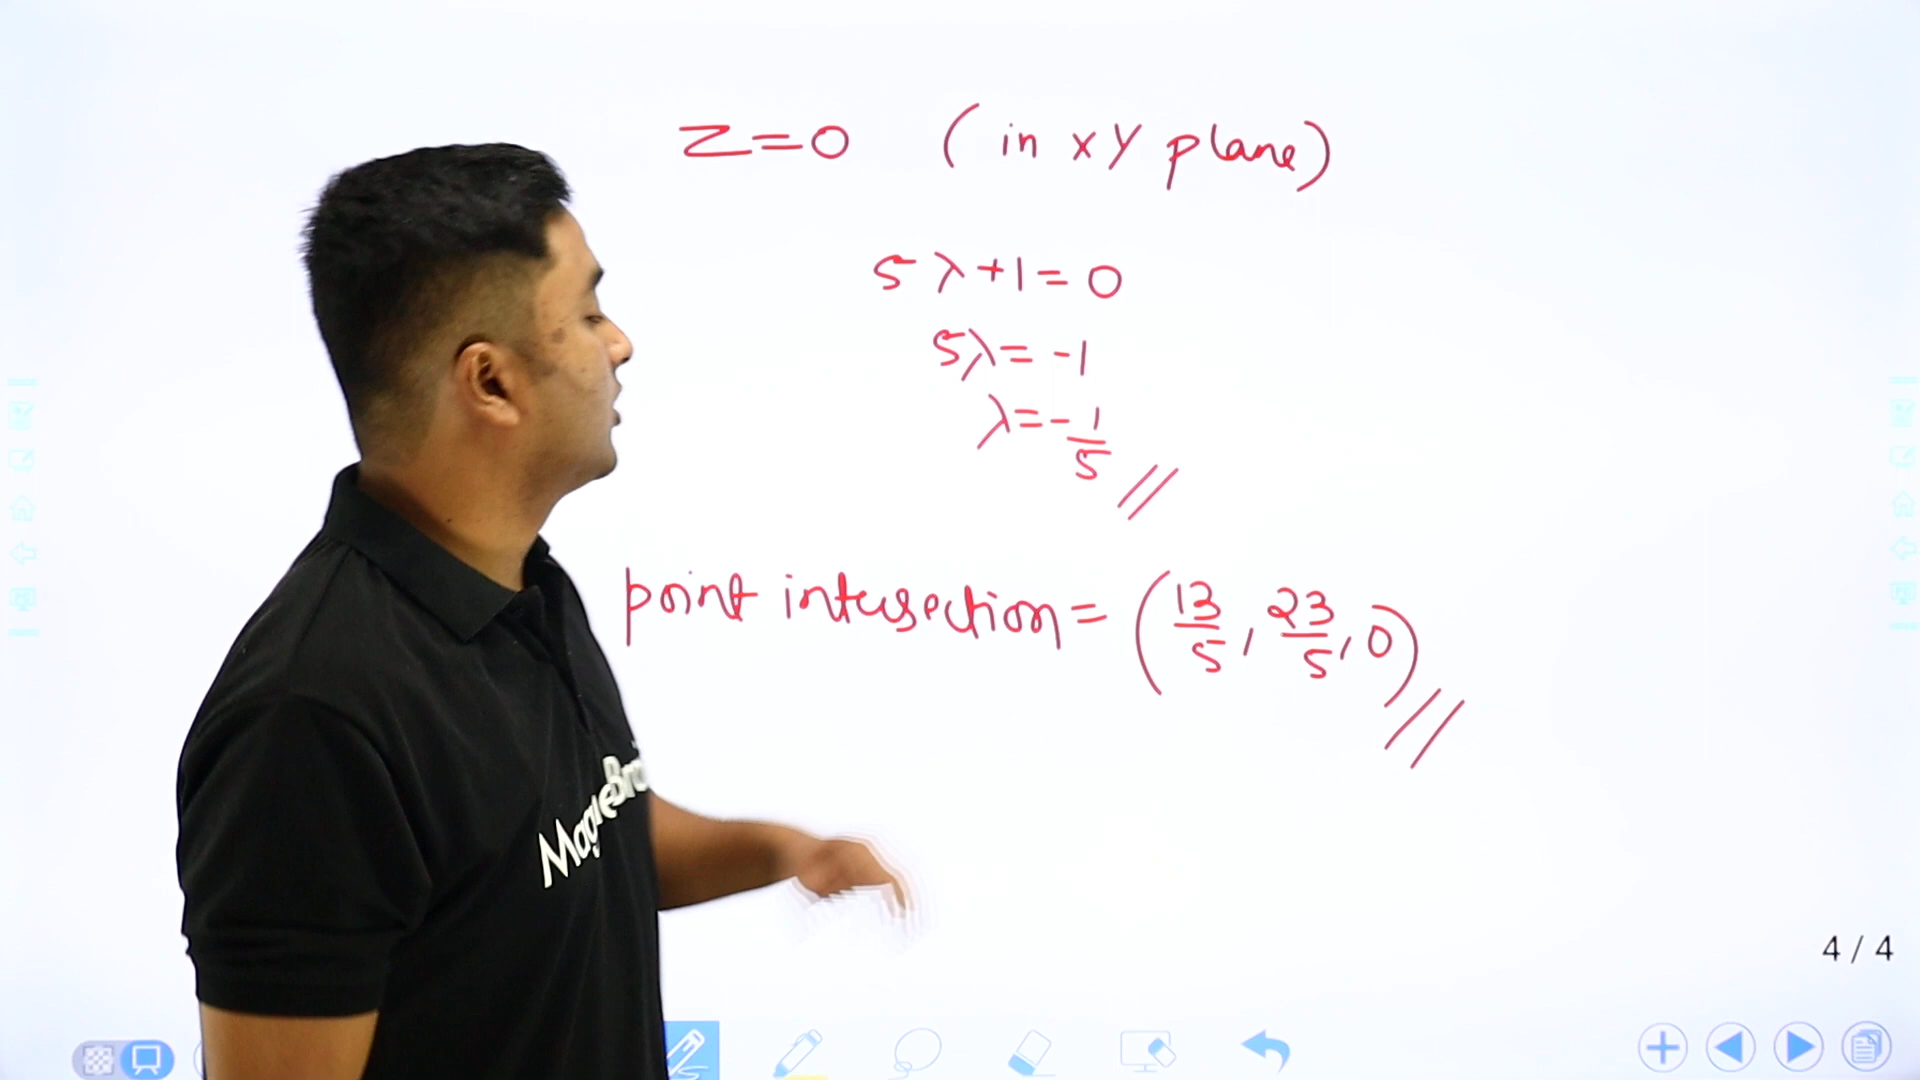 Z=0 (in xy plane)
5λ+1=0
5λ=-1
λ=-1/5 //
point intersection = (13/5, 23/5, 0) //
MagneBra
4 / 4